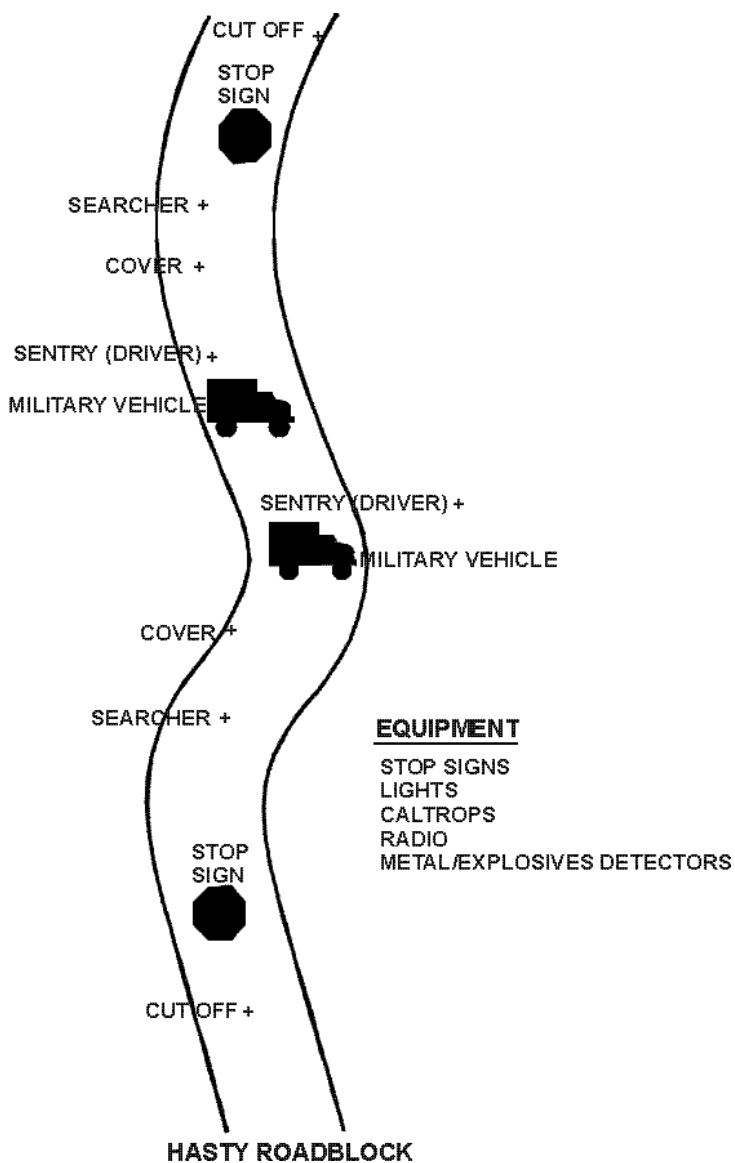 CUT OFF +
STOP
SIGN
SEARCHER +
COVER +
SENTRY (DRIVER) +
MILITARY VEHICLE
SENTRY (DRIVER) +
MILITARY VEHICLE
COVER +
SEARCHER +
EQUIPMENT
STOP SIGNS
LIGHTS
CALTROPS
RADIO
METAL/EXPLOSIVES DETECTORS
STOP
SIGN
CUT OFF +
HASTY ROADBLOCK